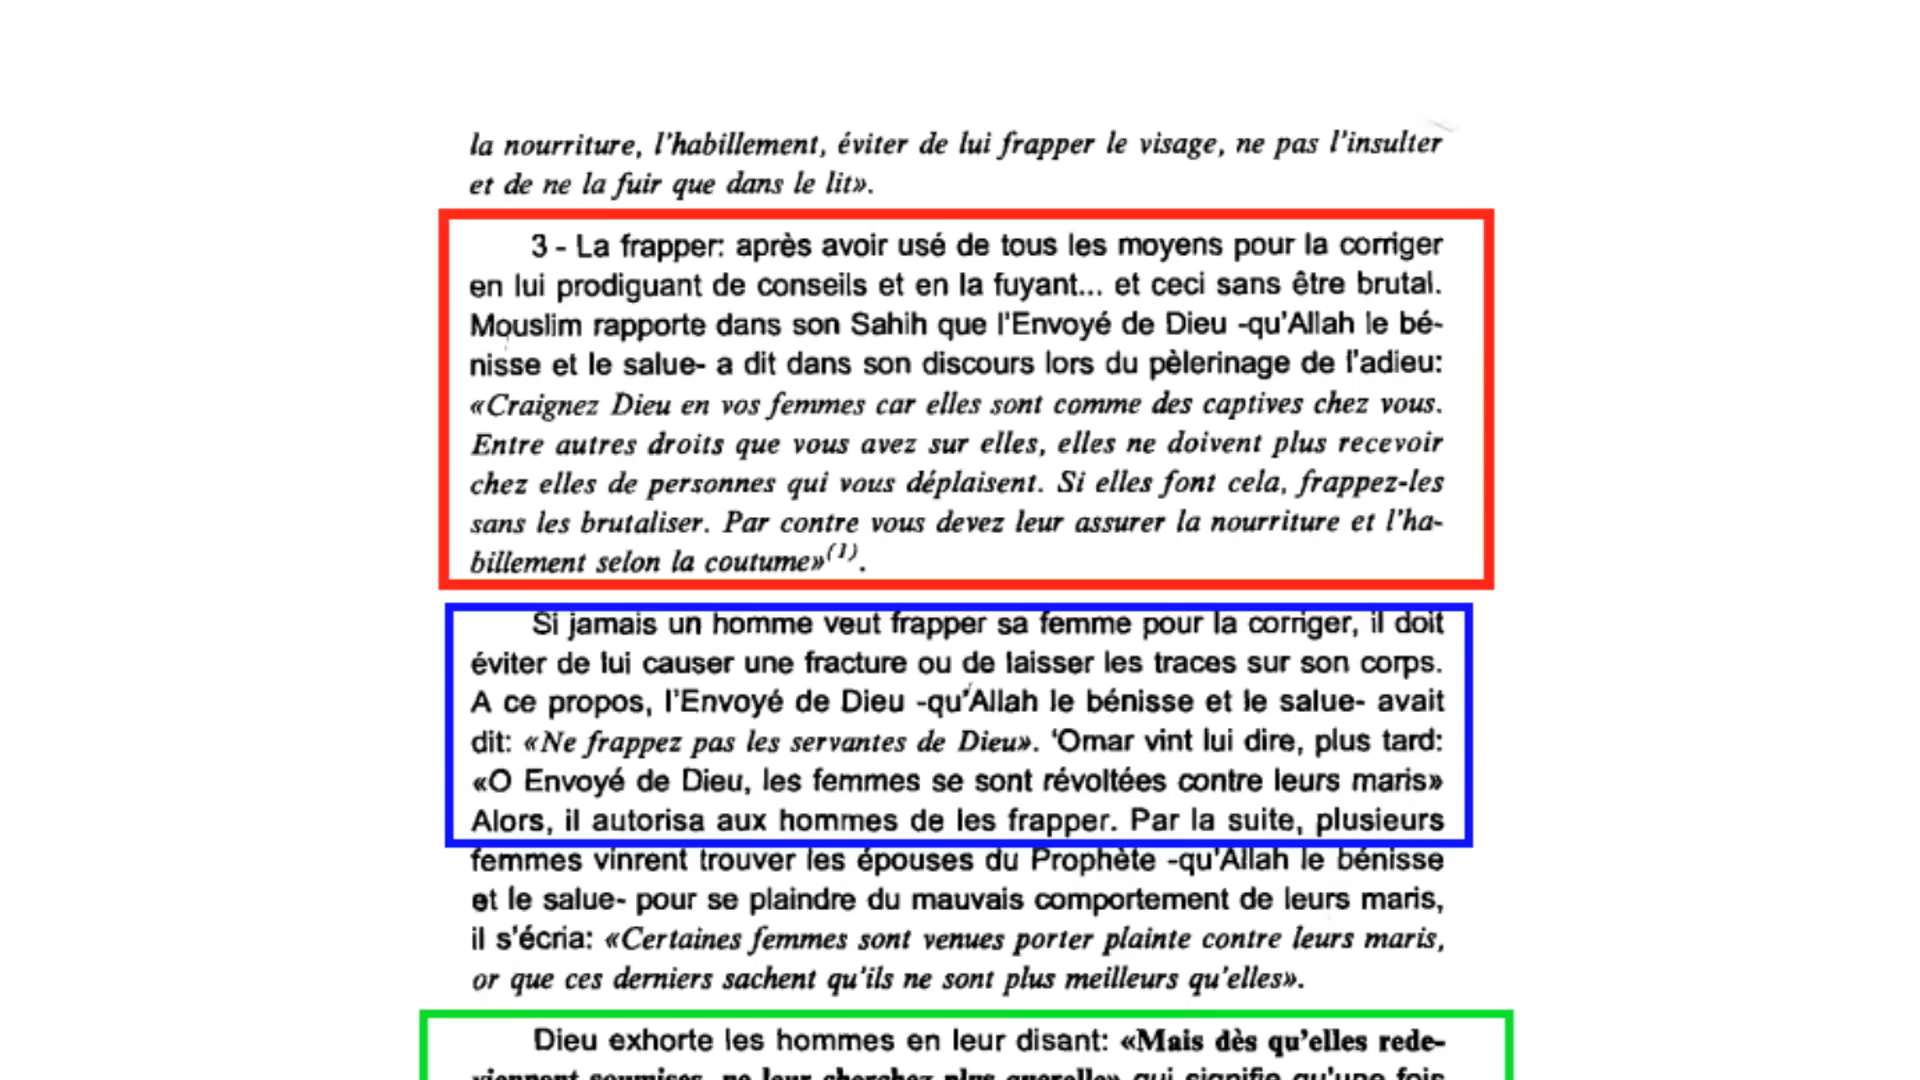 la nourriture, l'habillement, éviter de lui frapper le visage, ne pas l'insulter
et de ne la fuir que dans le lit».
3 - La frapper: après avoir usé de tous les moyens pour la corriger
en lui prodiguant de conseils et en la fuyant... et ceci sans être brutal.
Mouslim rapporte dans son Sahih que l'Envoyé de Dieu -qu'Allah le bé-
nisse et le salue- a dit dans son discours lors du pèlerinage de l'adieu:
«Craignez Dieu en vos femmes car elles sont comme des captives chez vous.
Entre autres droits que vous avez sur elles, elles ne doivent plus recevoir
chez elles de personnes qui vous déplaisent. Si elles font cela, frappez-les
sans les brutaliser. Par contre vous devez leur assurer la nourriture et l'ha-
billement selon la coutume»(1).
Si jamais un homme veut frapper sa femme pour la corriger, il doit
éviter de lui causer une fracture ou de laisser les traces sur son corps.
A ce propos, l'Envoyé de Dieu -qu'Allah le bénisse et le salue- avait
dit: «Ne frappez pas les servantes de Dieu». 'Omar vint lui dire, plus tard:
«O Envoyé de Dieu, les femmes se sont révoltées contre leurs maris»
Alors, il autorisa aux hommes de les frapper. Par la suite, plusieurs
femmes vinrent trouver les épouses du Prophète -qu'Allah le bénisse
et le salue- pour se plaindre du mauvais comportement de leurs maris,
il s'écria: «Certaines femmes sont venues porter plainte contre leurs maris,
or que ces derniers sachent qu'ils ne sont plus meilleurs qu'elles».
Dieu exhorte les hommes en leur disant: «Mais dès qu'elles rede-
viennent soumises, ne leur cherchez plus querelle» qui signifie qu'une fois